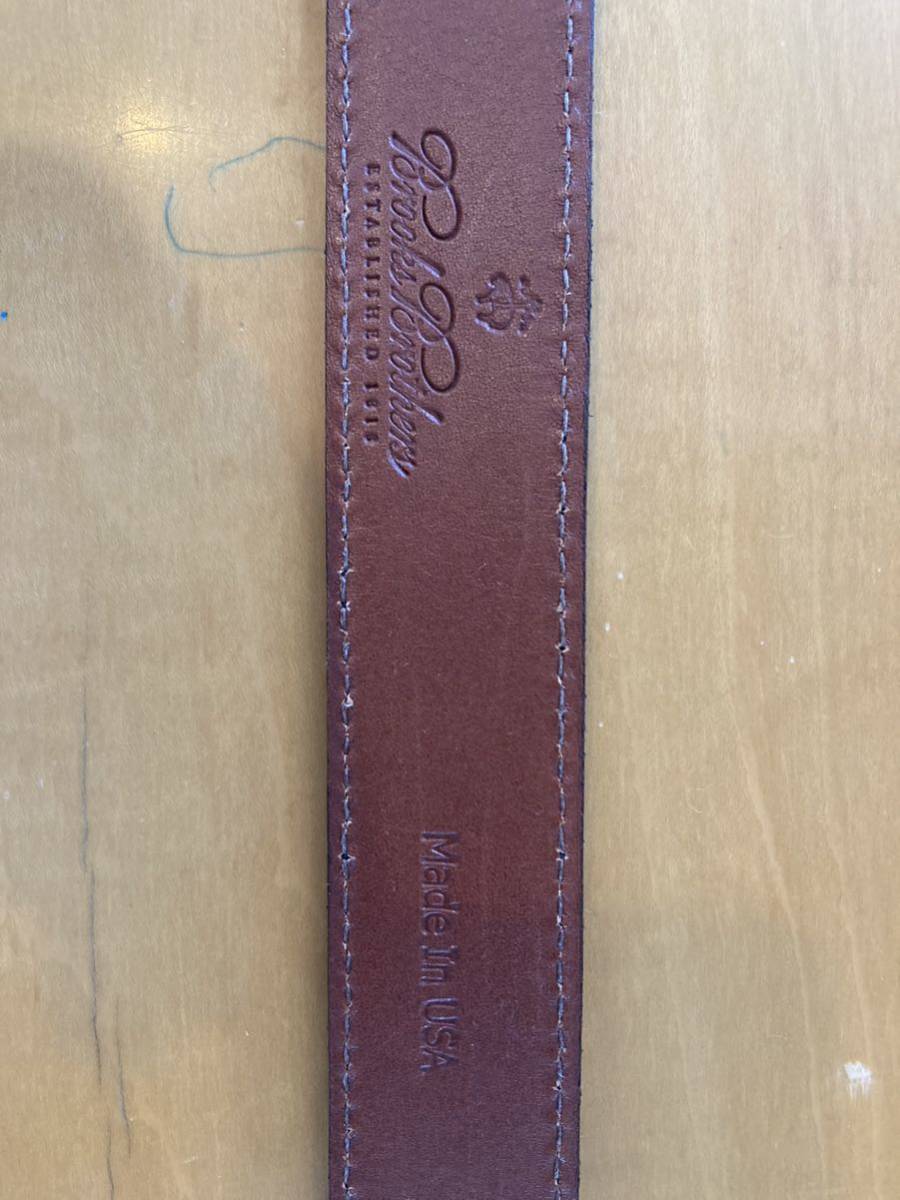 Brooks Brothers
ESTABLISHED 1818
Made In USA